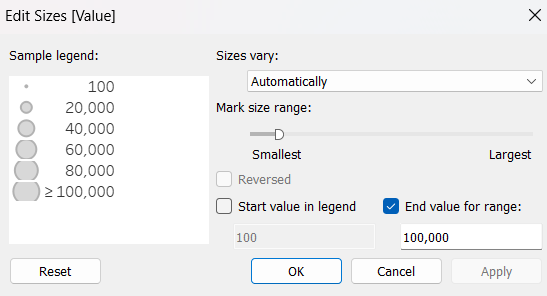 Edit Sizes [Value]
Sample legend:
100
20,000
40,000
60,000
80,000
≥ 100,000
Sizes vary:
Automatically
Mark size range:
Smallest Largest
Reversed
Start value in legend End value for range:
100 100,000
Reset OK Cancel Apply